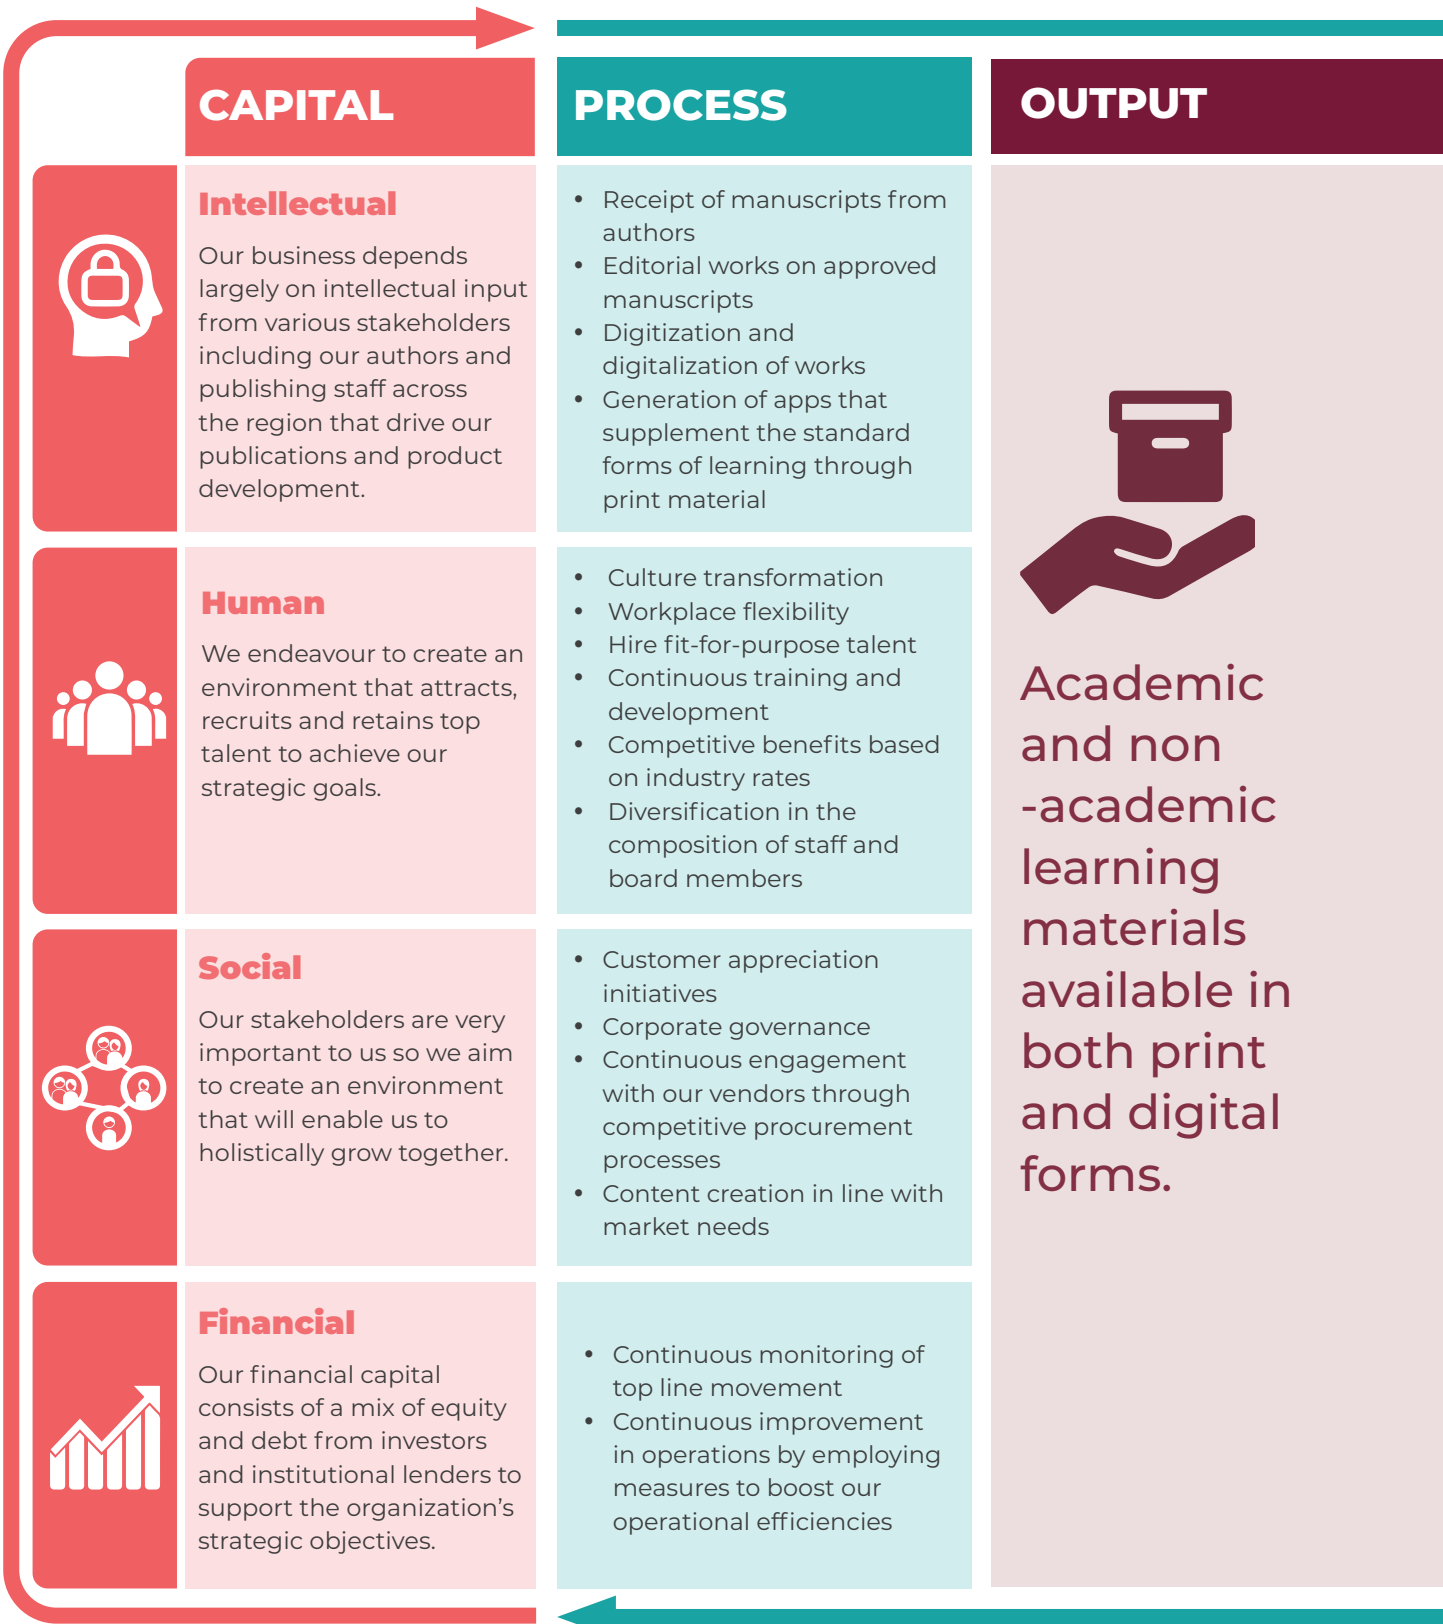 CAPITAL
PROCESS
OUTPUT
Intellectual
Our business depends
largely on intellectual input
from various stakeholders
including our authors and
publishing staff across
the region that drive our
publications and product
development.
• Receipt of manuscripts from
authors
• Editorial works on approved
manuscripts
• Digitization and
digitalization of works
• Generation of apps that
supplement the standard
forms of learning through
print material
Human
We endeavour to create an
environment that attracts,
recruits and retains top
talent to achieve our
strategic goals.
• Culture transformation
• Workplace flexibility
• Hire fit-for-purpose talent
• Continuous training and
development
• Competitive benefits based
on industry rates
• Diversification in the
composition of staff and
board members
Social
Our stakeholders are very
important to us so we aim
to create an environment
that will enable us to
holistically grow together.
• Customer appreciation
initiatives
• Corporate governance
• Continuous engagement
with our vendors through
competitive procurement
processes
• Content creation in line with
market needs
Financial
Our financial capital
consists of a mix of equity
and debt from investors
and institutional lenders to
support the organization’s
strategic objectives.
• Continuous monitoring of
top line movement
• Continuous improvement
in operations by employing
measures to boost our
operational efficiencies
Academic
and non
-academic
learning
materials
available in
both print
and digital
forms.